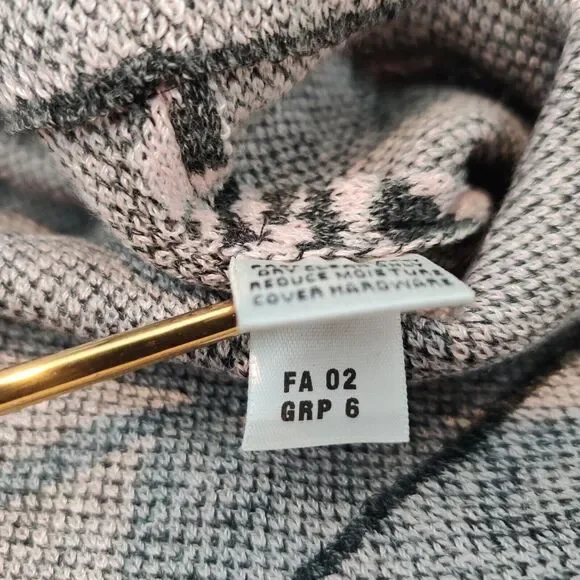 REDUCE MOISTURE
COVER HARDWARE
FA 02
GRP 6